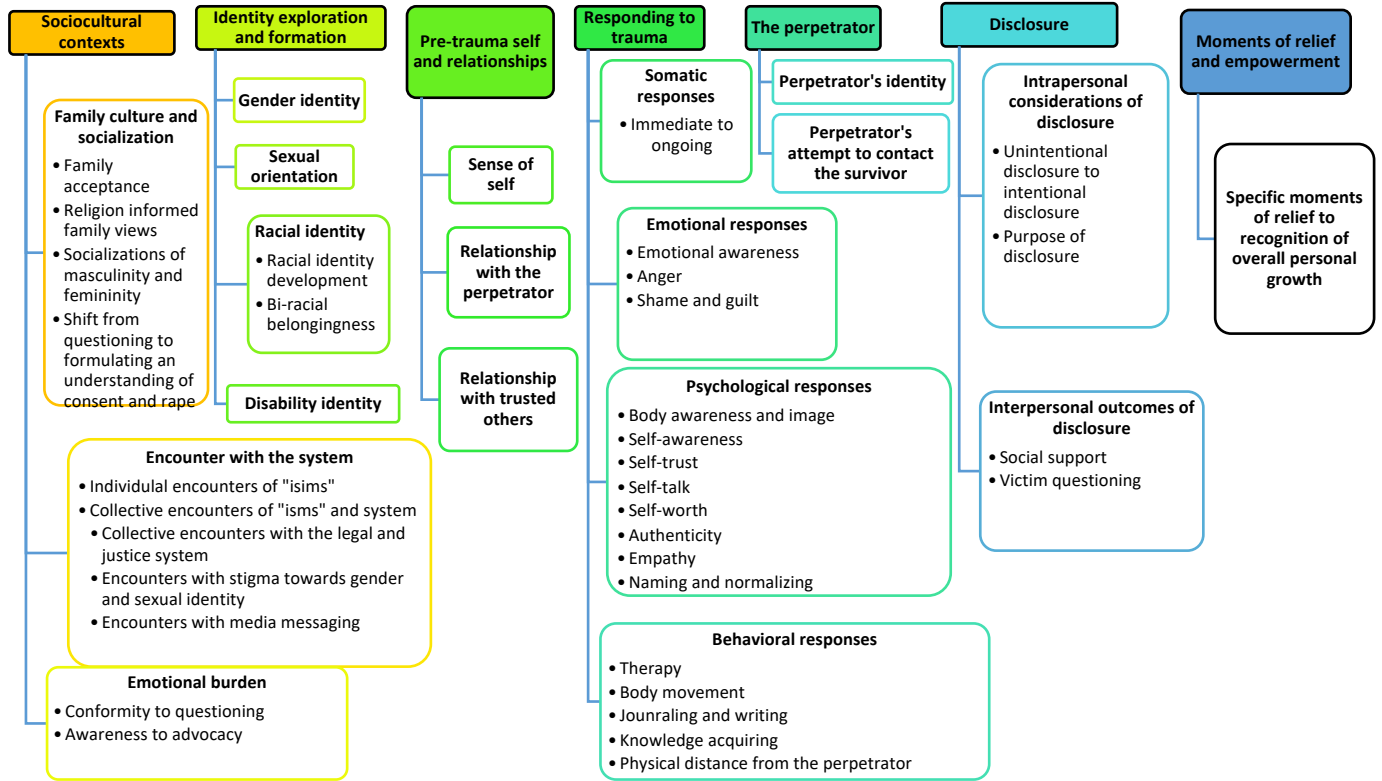 Sociocultural
contexts
Family culture and
socialization
• Family
acceptance
• Religion informed
family views
• Socializations of
masculinity and
femininity
• Shift from
questioning to
formulating an
understanding of
consent and rape
Encounter with the system
• Individulal encounters of "isims"
• Collective encounters of "isms" and system
• Collective encounters with the legal and
justice system
• Encounters with stigma towards gender
and sexual identity
• Encounters with media messaging
Emotional burden
• Conformity to questioning
• Awareness to advocacy
Identity exploration
and formation
Gender identity
Sexual
orientation
Racial identity
• Racial identity
development
• Bi-racial
belongingness
Disability identity
Pre-trauma self
and relationships
Sense of
self
Relationship
with the
perpetrator
Relationship
with trusted
others
Responding to
trauma
Somatic
responses
• Immediate to
ongoing
Emotional responses
• Emotional awareness
• Anger
• Shame and guilt
Psychological responses
• Body awareness and image
• Self-awareness
• Self-trust
• Self-talk
• Self-worth
• Authenticity
• Empathy
• Naming and normalizing
Behavioral responses
• Therapy
• Body movement
• Jounraling and writing
• Knowledge acquiring
• Physical distance from the perpetrator
The perpetrator
Perpetrator's identity
Perpetrator's
attempt to contact
the survivor
Disclosure
Intrapersonal
considerations of
disclosure
• Unintentional
disclosure to
intentional
disclosure
• Purpose of
disclosure
Interpersonal outcomes of
disclosure
• Social support
• Victim questioning
Moments of relief
and empowerment
Specific moments
of relief to
recognition of
overall personal
growth